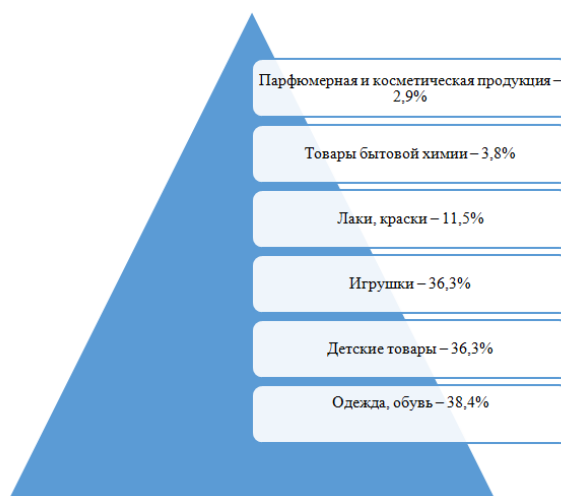 Парфюмерная и косметическая продукция –
2,9%
Товары бытовой химии – 3,8%
Лаки, краски – 11,5%
Игрушки – 36,3%
Детские товары – 36,3%
Одежда, обувь – 38,4%